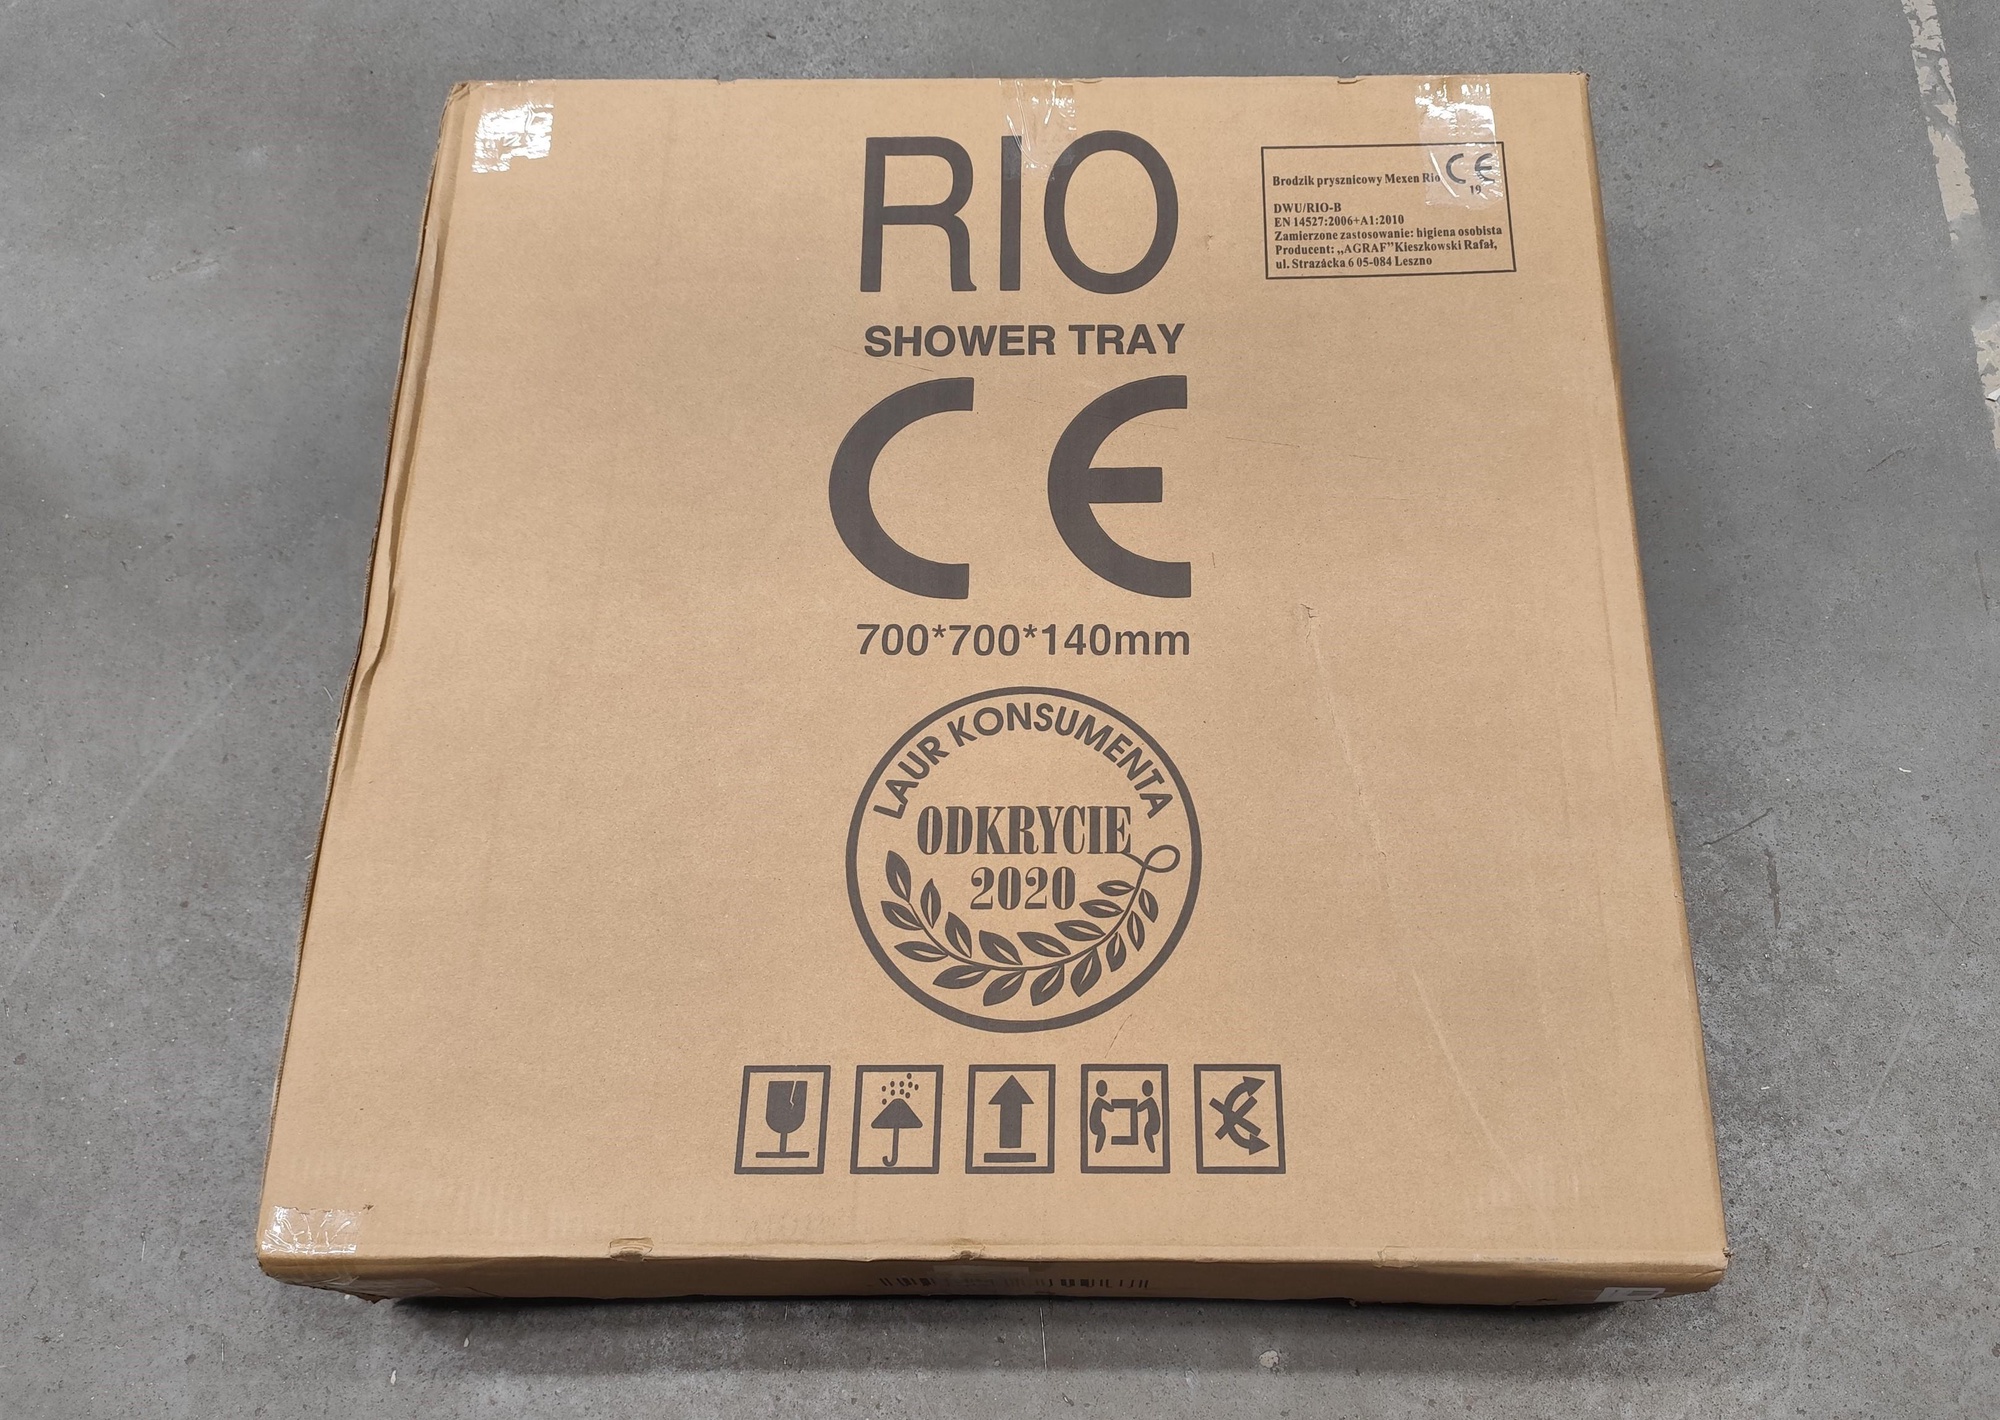 RIO
SHOWER TRAY
CE
700*700*140mm
LAUR KONSUMENTA
ODKRYCIE
2020
Brodzik prysznicowy Mexen Rio CE
19
DWU/RIO-B
EN 14527:2006+A1:2010
Zamierzone zastosowanie: higiena osobista
Producent: „AGRAF” Kieszkowski Rafał,
ul. Strazácka 6 05-084 Leszno